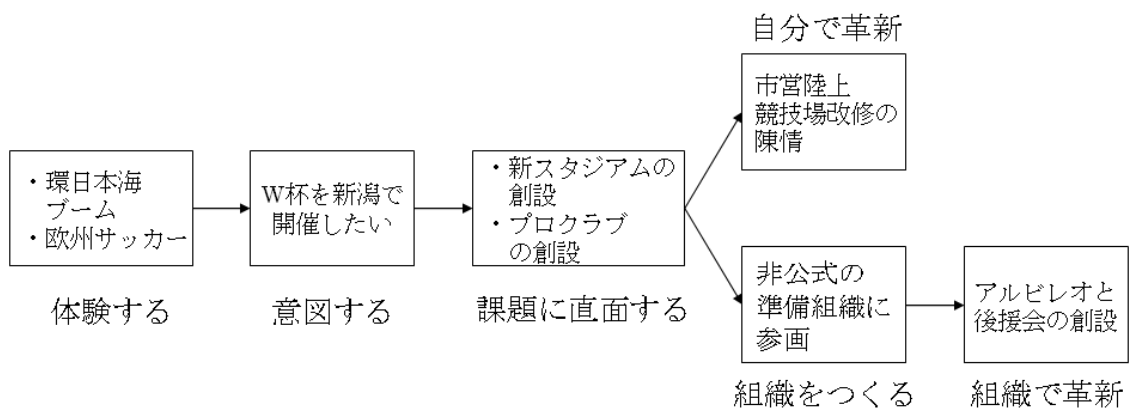 自分で革新
市営陸上
競技場改修の
陳情
・環日本海
ブーム
・欧州サッカー
体験する
W杯を新潟で
開催したい
意図する
・新スタジアムの
創設
・プロクラブ
の創設
課題に直面する
非公式の
準備組織に
参画
組織をつくる
アルビレオと
後援会の創設
組織で革新